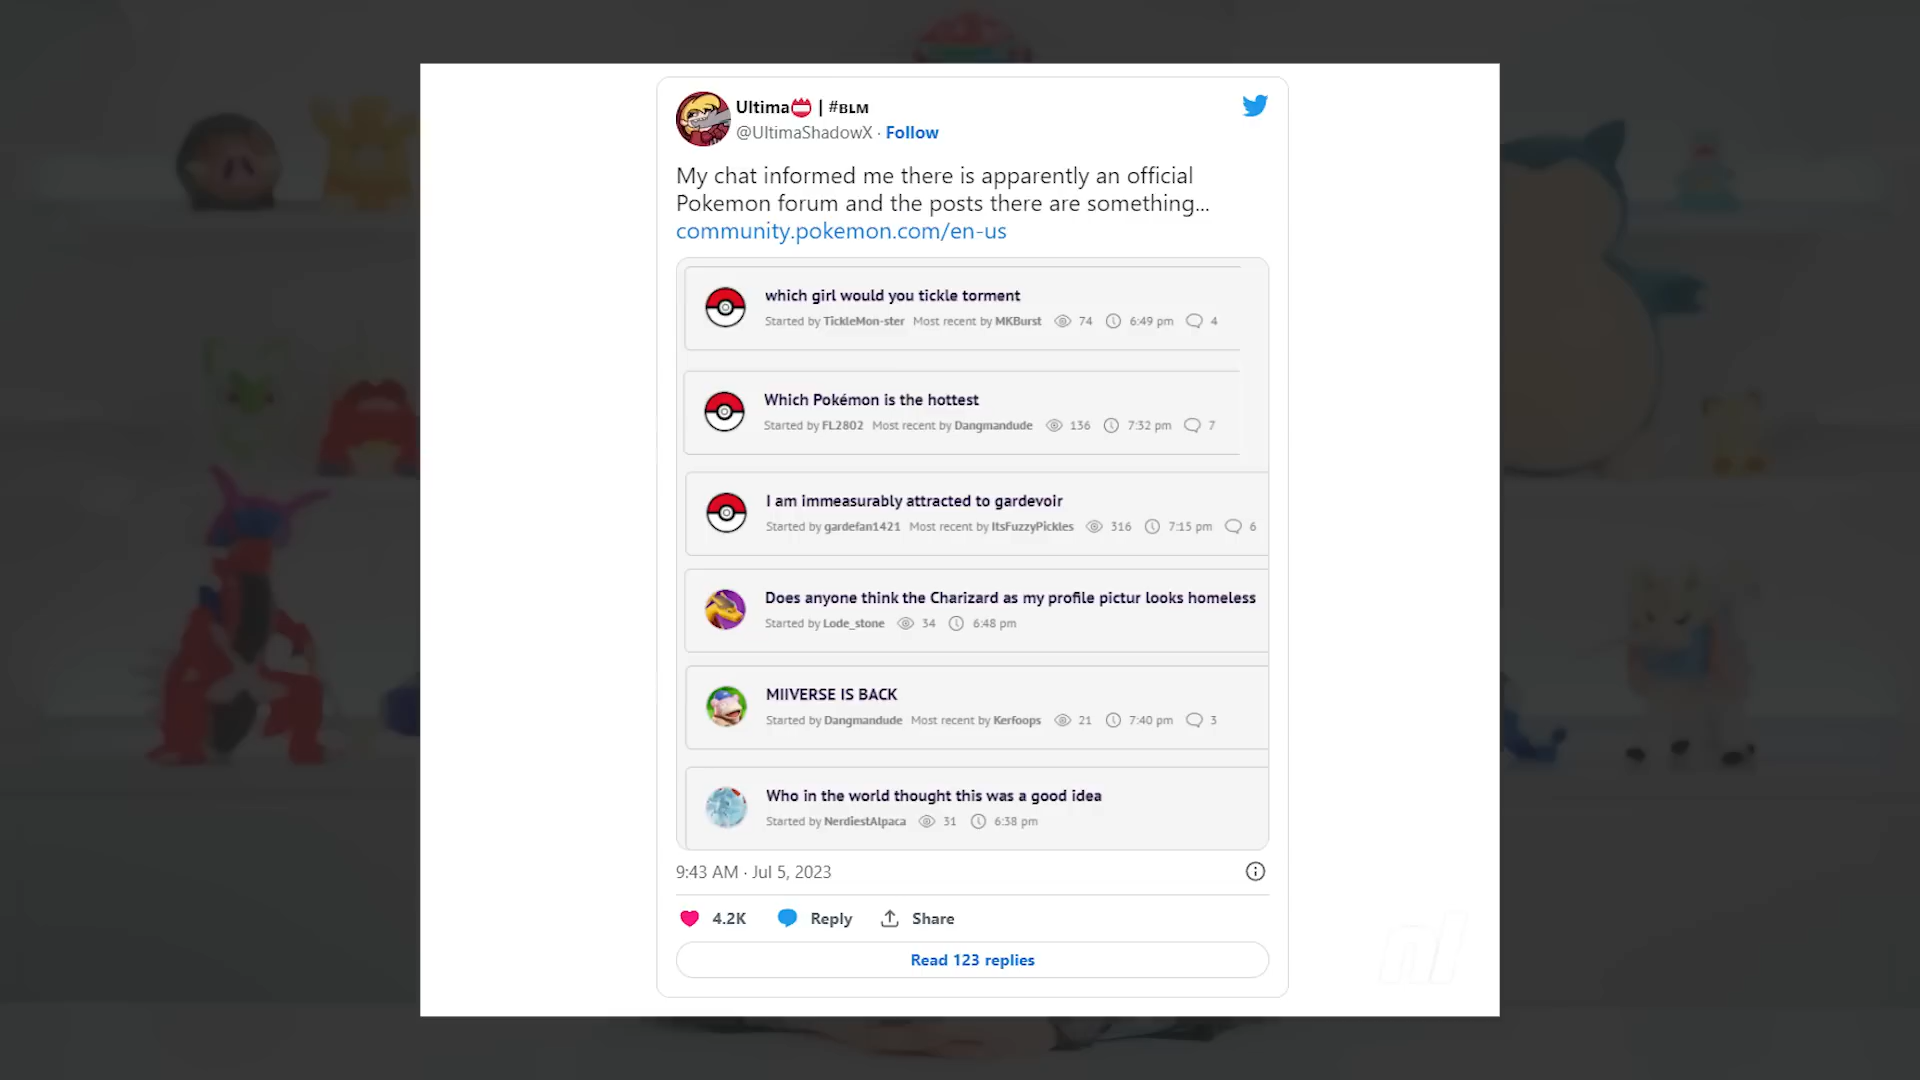 Ultima | #BLM
@UltimaShadowX · Follow
My chat informed me there is apparently an official
Pokemon forum and the posts there are something...
community.pokemon.com/en-us
which girl would you tickle torment
Started by TickleMon-ster Most recent by MKBurst 74 6:49 pm 4
Which Pokémon is the hottest
Started by FL2802 Most recent by Dangmandude 136 7:32 pm 7
I am immeasurably attracted to gardevoir
Started by gardefan1421 Most recent by ItsFuzzyPickles 316 7:15 pm 6
Does anyone think the Charizard as my profile pictur looks homeless
Started by Lode_stone 34 6:48 pm
MIIVERSE IS BACK
Started by Dangmandude Most recent by Kerfoops 21 7:40 pm 3
Who in the world thought this was a good idea
Started by NerdiestAlpaca 31 6:38 pm
9:43 AM · Jul 5, 2023
4.2K Reply Share
Read 123 replies
nl